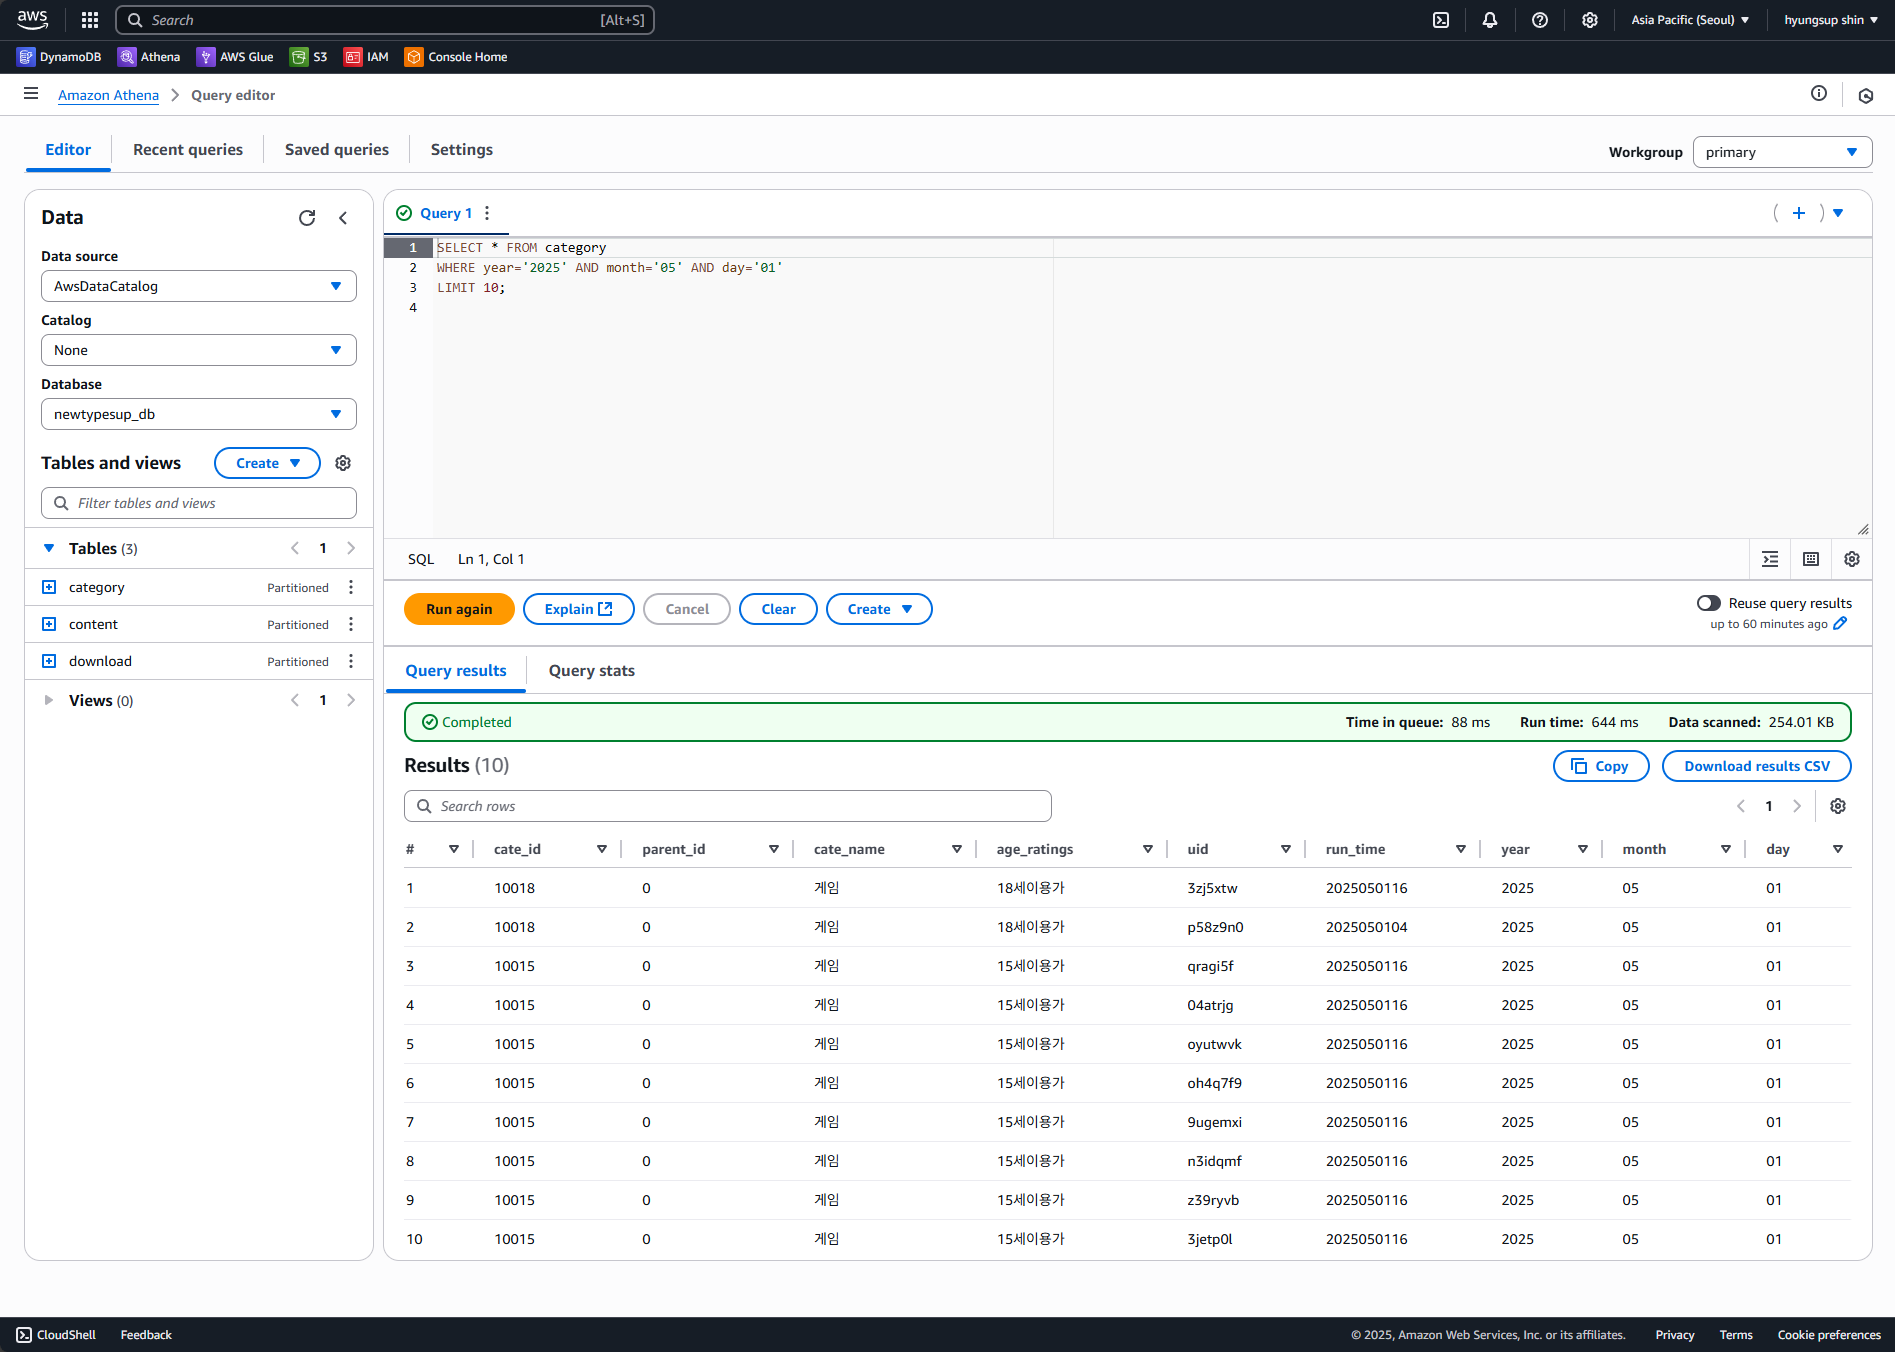 aws
Search [Alt+S]
Asia Pacific (Seoul)
hyungsup shin
DynamoDB Athena AWS Glue S3 IAM Console Home
Amazon Athena > Query editor
Editor Recent queries Saved queries Settings
Workgroup primary
Data
Data source
AwsDataCatalog
Catalog
None
Database
newtypesup_db
Tables and views Create
Filter tables and views
Tables (3) 1
category Partitioned
content Partitioned
download Partitioned
Views (0) 1
Query 1
1 SELECT * FROM category
2 WHERE year='2025' AND month='05' AND day='01'
3 LIMIT 10;
4
SQL Ln 1, Col 1
Run again Explain Cancel Clear Create
Reuse query results
up to 60 minutes ago
Query results Query stats
Completed Time in queue: 88 ms Run time: 644 ms Data scanned: 254.01 KB
Results (10) Copy Download results CSV
Search rows 1
# cate_id parent_id cate_name age_ratings uid run_time year month day
1 10018 0 게임 18세이용가 3zj5xtw 2025050116 2025 05 01
2 10018 0 게임 18세이용가 p58z9n0 2025050104 2025 05 01
3 10015 0 게임 15세이용가 qragi5f 2025050116 2025 05 01
4 10015 0 게임 15세이용가 04atrjg 2025050116 2025 05 01
5 10015 0 게임 15세이용가 oyutwvk 2025050116 2025 05 01
6 10015 0 게임 15세이용가 oh4q7f9 2025050116 2025 05 01
7 10015 0 게임 15세이용가 9ugemxi 2025050116 2025 05 01
8 10015 0 게임 15세이용가 n3idqmf 2025050116 2025 05 01
9 10015 0 게임 15세이용가 z39ryvb 2025050116 2025 05 01
10 10015 0 게임 15세이용가 3jetp0l 2025050116 2025 05 01
CloudShell Feedback
© 2025, Amazon Web Services, Inc. or its affiliates. Privacy Terms Cookie preferences